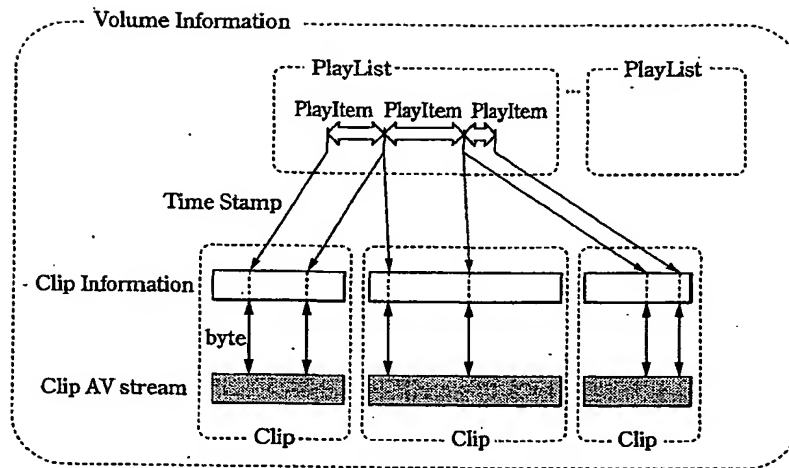 Volume Information
PlayList
...
PlayList
PlayItem PlayItem PlayItem
Time Stamp
Clip Information
byte
Clip AV stream
Clip
Clip
Clip